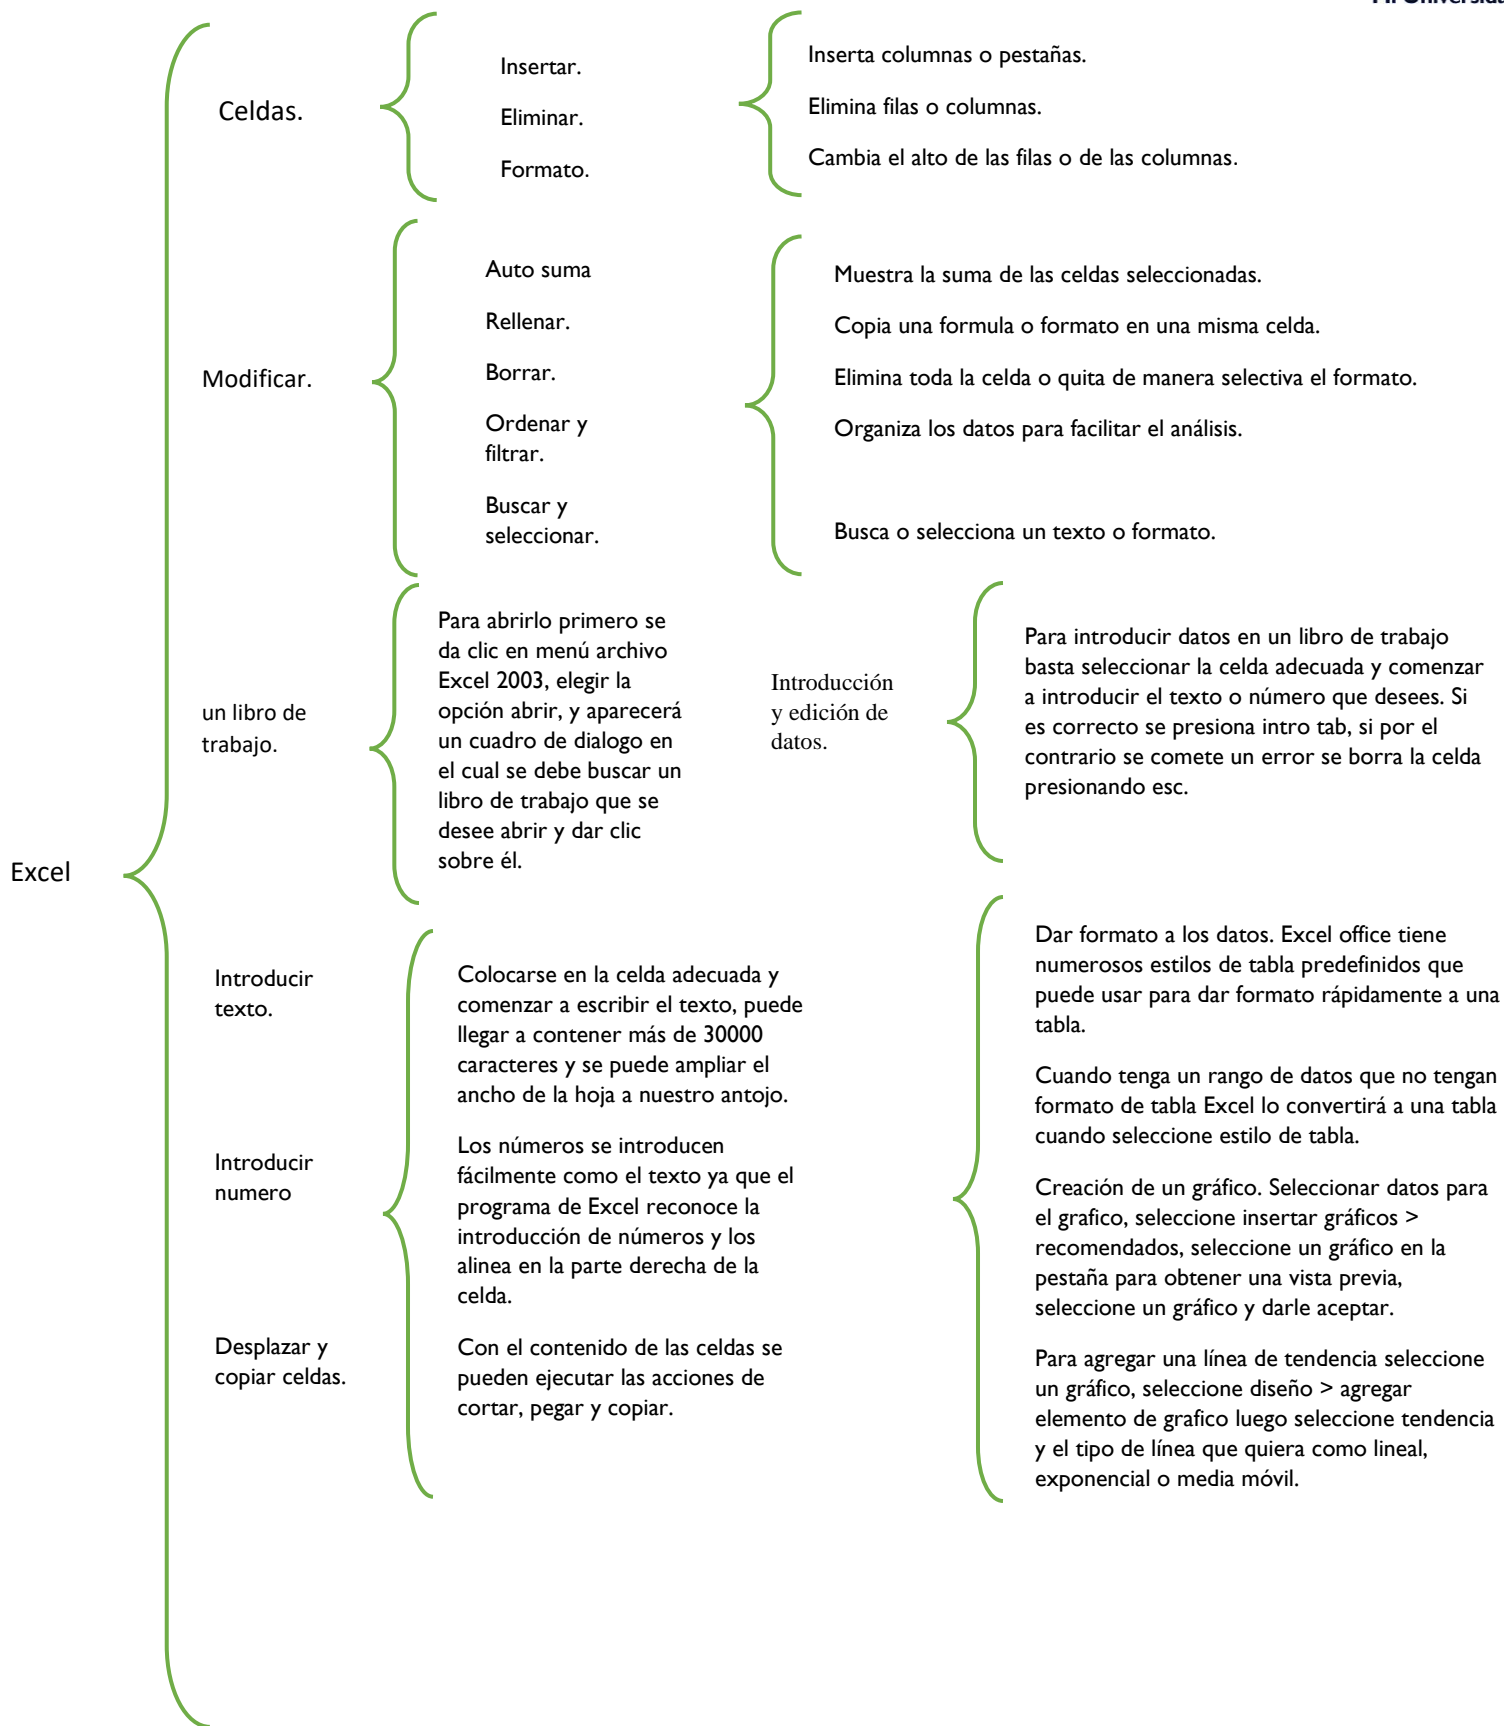 Celdas.
Insertar.
Eliminar.
Formato.
Inserta columnas o pestañas.
Elimina filas o columnas.
Cambia el alto de las filas o de las columnas.
Modificar.
Auto suma
Rellenar.
Borrar.
Ordenar y
filtrar.
Buscar y
seleccionar.
Muestra la suma de las celdas seleccionadas.
Copia una formula o formato en una misma celda.
Elimina toda la celda o quita de manera selectiva el formato.
Organiza los datos para facilitar el análisis.
Busca o selecciona un texto o formato.
un libro de
trabajo.
Para abrirlo primero se
da clic en menú archivo
Excel 2003, elegir la
opción abrir, y aparecerá
un cuadro de dialogo en
el cual se debe buscar un
libro de trabajo que se
desee abrir y dar clic
sobre él.
Introducción
y edición de
datos.
Para introducir datos en un libro de trabajo
basta seleccionar la celda adecuada y comenzar
a introducir el texto o número que desees. Si
es correcto se presiona intro tab, si por el
contrario se comete un error se borra la celda
presionando esc.
Excel
Introducir
texto.
Colocarse en la celda adecuada y
comenzar a escribir el texto, puede
llegar a contener más de 30000
caracteres y se puede ampliar el
ancho de la hoja a nuestro antojo.
Introducir
numero
Los números se introducen
fácilmente como el texto ya que el
programa de Excel reconoce la
introducción de números y los
alinea en la parte derecha de la
celda.
Desplazar y
copiar celdas.
Con el contenido de las celdas se
pueden ejecutar las acciones de
cortar, pegar y copiar.
Dar formato a los datos. Excel office tiene
numerosos estilos de tabla predefinidos que
puede usar para dar formato rápidamente a una
tabla.
Cuando tenga un rango de datos que no tengan
formato de tabla Excel lo convertirá a una tabla
cuando seleccione estilo de tabla.
Creación de un gráfico. Seleccionar datos para
el grafico, seleccione insertar gráficos >
recomendados, seleccione un gráfico en la
pestaña para obtener una vista previa,
seleccione un gráfico y darle aceptar.
Para agregar una línea de tendencia seleccione
un gráfico, seleccione diseño > agregar
elemento de grafico luego seleccione tendencia
y el tipo de línea que quiera como lineal,
exponencial o media móvil.